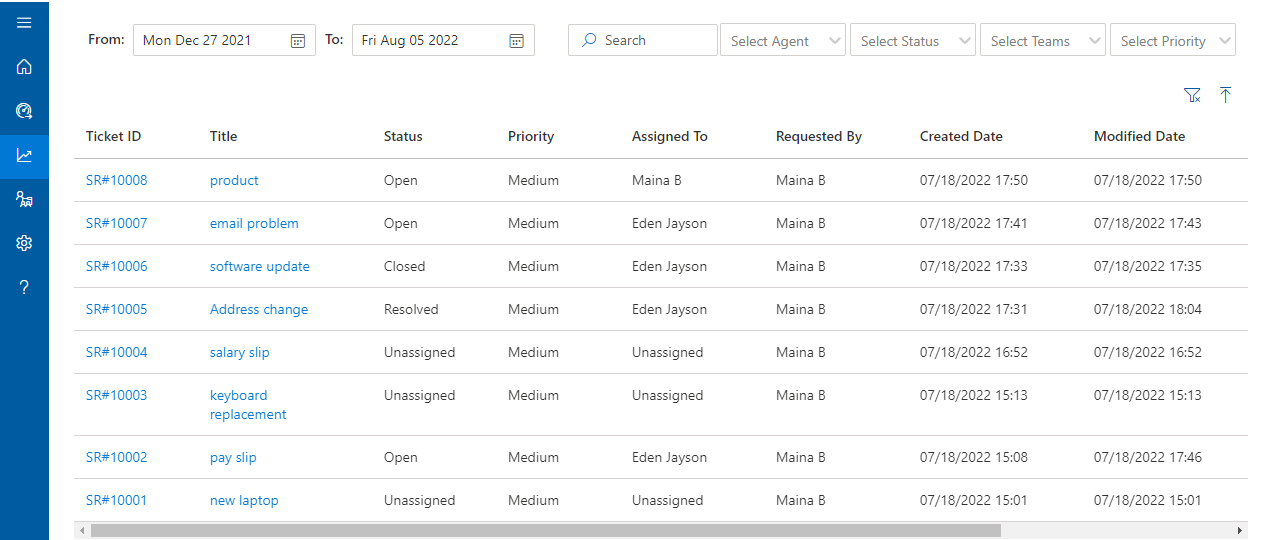 From: Mon Dec 27 2021 To: Fri Aug 05 2022 Search Select Agent Select Status Select Teams Select Priority
Ticket ID Title Status Priority Assigned To Requested By Created Date Modified Date
SR#10008 product Open Medium Maina B Maina B 07/18/2022 17:50 07/18/2022 17:50
SR#10007 email problem Open Medium Eden Jayson Maina B 07/18/2022 17:41 07/18/2022 17:43
SR#10006 software update Closed Medium Eden Jayson Maina B 07/18/2022 17:33 07/18/2022 17:35
SR#10005 Address change Resolved Medium Eden Jayson Maina B 07/18/2022 17:31 07/18/2022 18:04
SR#10004 salary slip Unassigned Medium Unassigned Maina B 07/18/2022 16:52 07/18/2022 16:52
SR#10003 keyboard Unassigned Medium Unassigned Maina B 07/18/2022 15:13 07/18/2022 15:13
replacement
SR#10002 pay slip Open Medium Eden Jayson Maina B 07/18/2022 15:08 07/18/2022 17:46
SR#10001 new laptop Unassigned Medium Unassigned Maina B 07/18/2022 15:01 07/18/2022 15:01